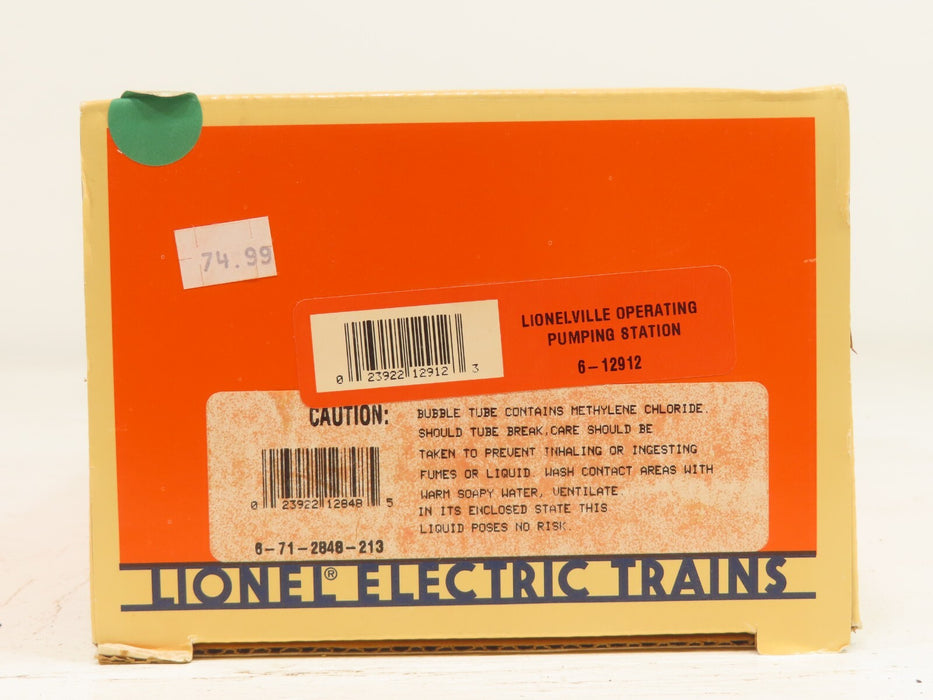 74.99
LIONELVILLE OPERATING
PUMPING STATION
6-12912
0 23922 12912 3
CAUTION:
BUBBLE TUBE CONTAINS METHYLENE CHLORIDE.
SHOULD TUBE BREAK, CARE SHOULD BE
TAKEN TO PREVENT INHALING OR INGESTING
FUMES OR LIQUID. WASH CONTACT AREAS WITH
WARM SOAPY WATER, VENTILATE.
IN ITS ENCLOSED STATE THIS
LIQUID POSES NO RISK.
0 23922 12848 5
6-71-2848-213
LIONEL® ELECTRIC TRAINS